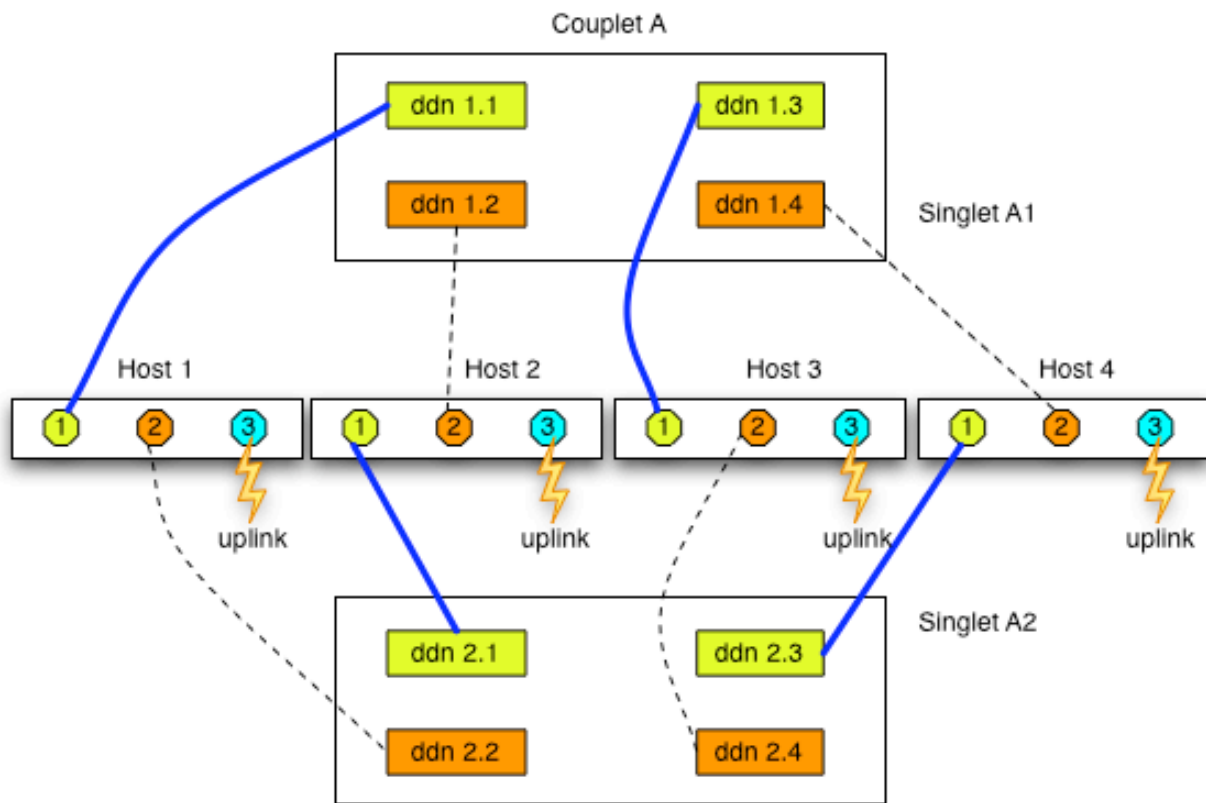 Couplet A
ddn 1.1
ddn 1.3
ddn 1.2
ddn 1.4
Singlet A1
Host 1
Host 2
Host 3
Host 4
1
2
3
1
2
3
1
2
3
1
2
3
uplink
uplink
uplink
uplink
Singlet A2
ddn 2.1
ddn 2.3
ddn 2.2
ddn 2.4